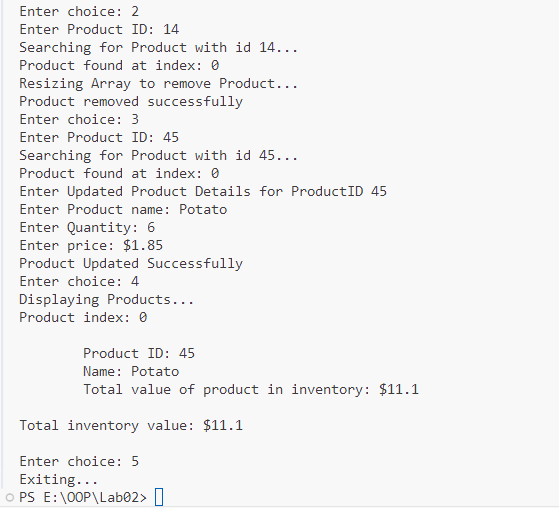 Enter choice: 2
Enter Product ID: 14
Searching for Product with id 14...
Product found at index: 0
Resizing Array to remove Product...
Product removed successfully
Enter choice: 3
Enter Product ID: 45
Searching for Product with id 45...
Product found at index: 0
Enter Updated Product Details for ProductID 45
Enter Product name: Potato
Enter Quantity: 6
Enter price: $1.85
Product Updated Successfully
Enter choice: 4
Displaying Products...
Product index: 0
Product ID: 45
Name: Potato
Total value of product in inventory: $11.1
Total inventory value: $11.1
Enter choice: 5
Exiting...
PS E:\OOP\Lab02>